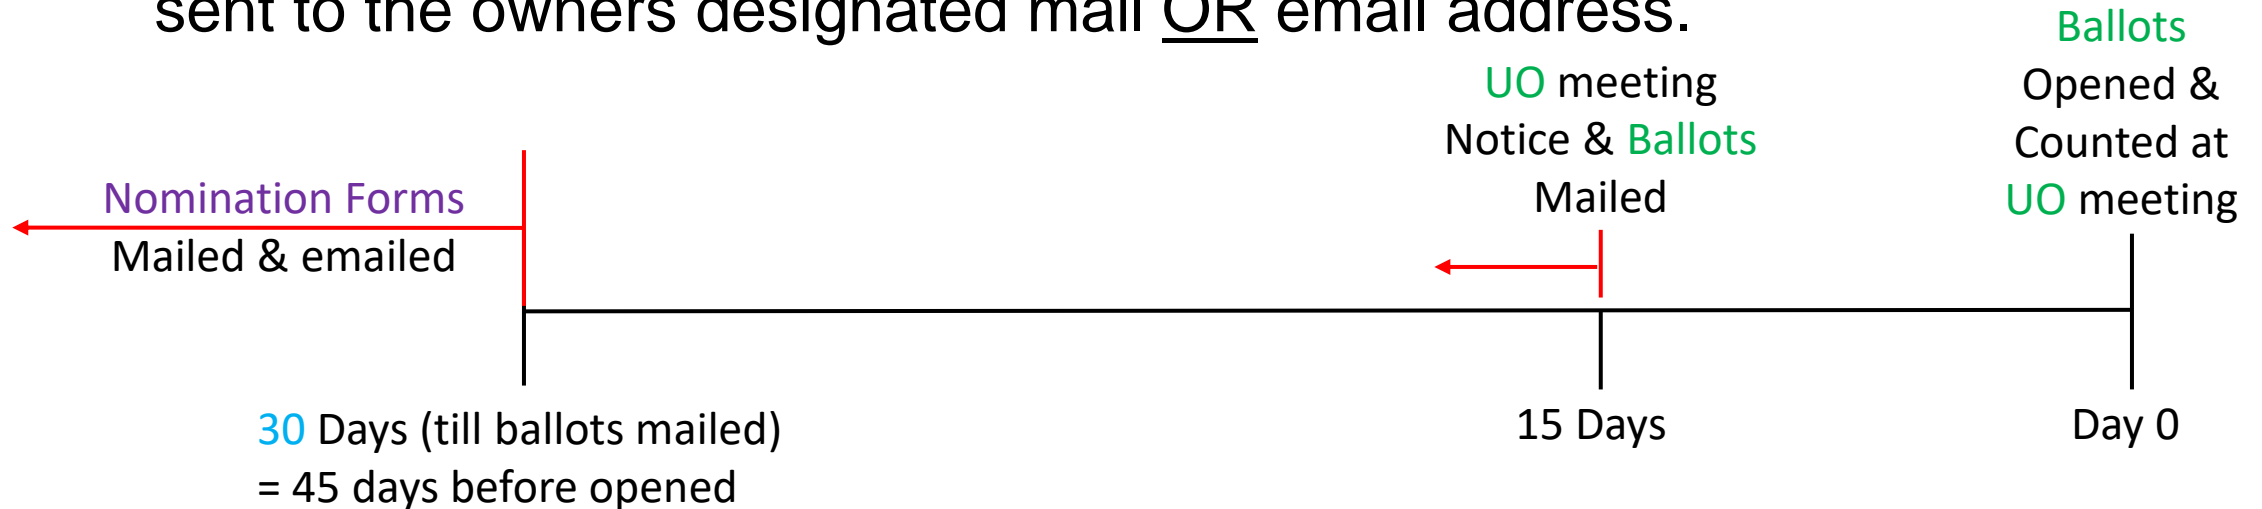 sent to the owners designated mail OR email address.
Nomination Forms
Mailed & emailed
UO meeting
Notice & Ballots
Mailed
Ballots
Opened &
Counted at
UO meeting
30 Days (till ballots mailed)
= 45 days before opened
15 Days
Day 0